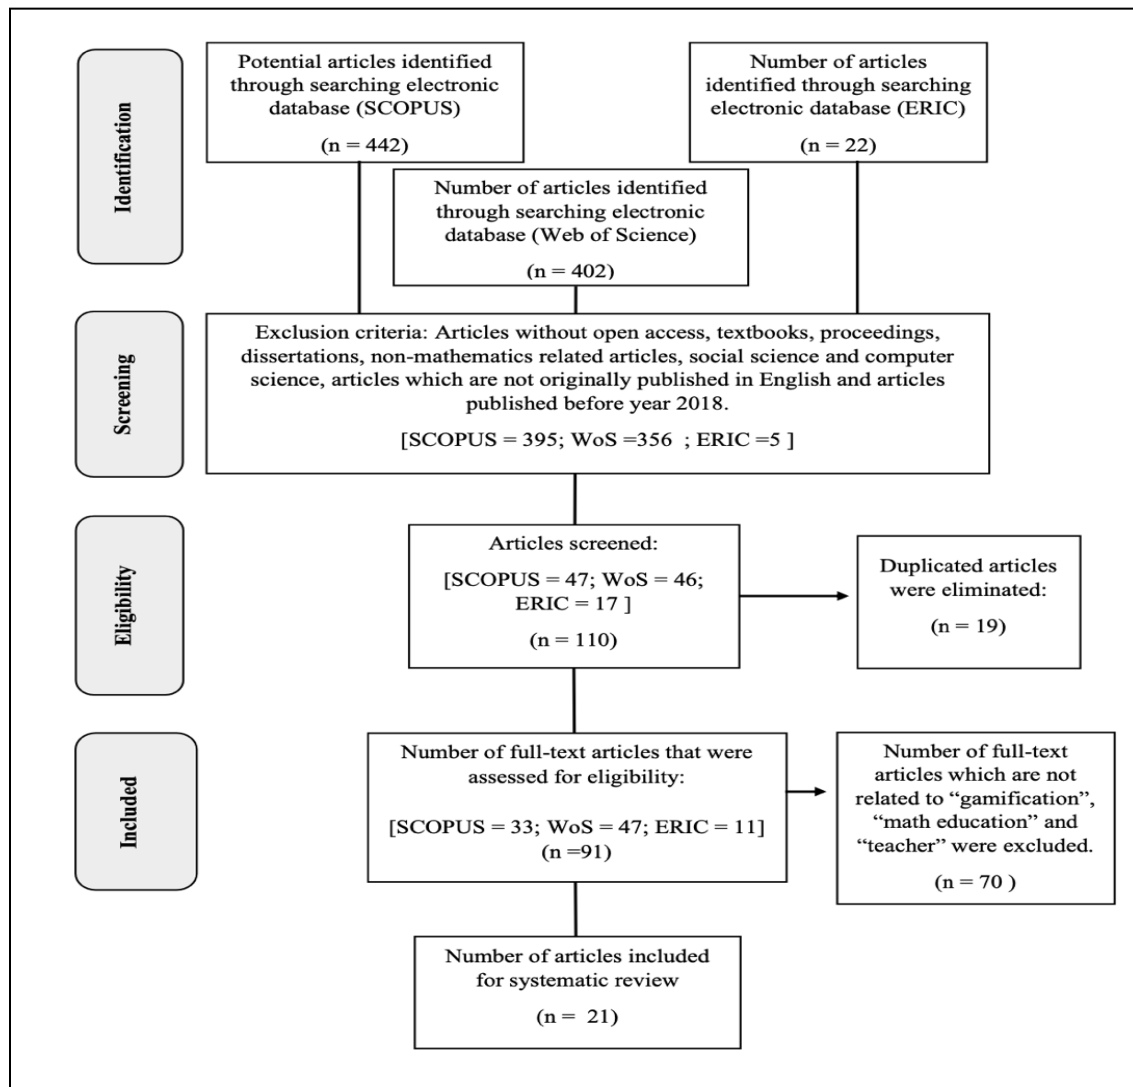 Identification
Potential articles identified
through searching electronic
database (SCOPUS)
(n = 442)
Number of articles
identified through searching
electronic database (ERIC)
(n = 22)
Number of articles identified
through searching electronic
database (Web of Science)
(n = 402)
Screening
Exclusion criteria: Articles without open access, textbooks, proceedings,
dissertations, non-mathematics related articles, social science and computer
science, articles which are not originally published in English and articles
published before year 2018.
[SCOPUS = 395; WoS =356  ; ERIC =5 ]
Eligibility
Articles screened:
[SCOPUS = 47; WoS = 46;
ERIC = 17 ]
(n = 110)
Duplicated articles
were eliminated:
(n = 19)
Included
Number of full-text articles that were
assessed for eligibility:
[SCOPUS = 33; WoS = 47; ERIC = 11]
(n =91)
Number of full-text
articles which are not
related to “gamification”,
“math education” and
“teacher” were excluded.
(n = 70 )
Number of articles included
for systematic review
(n =  21)